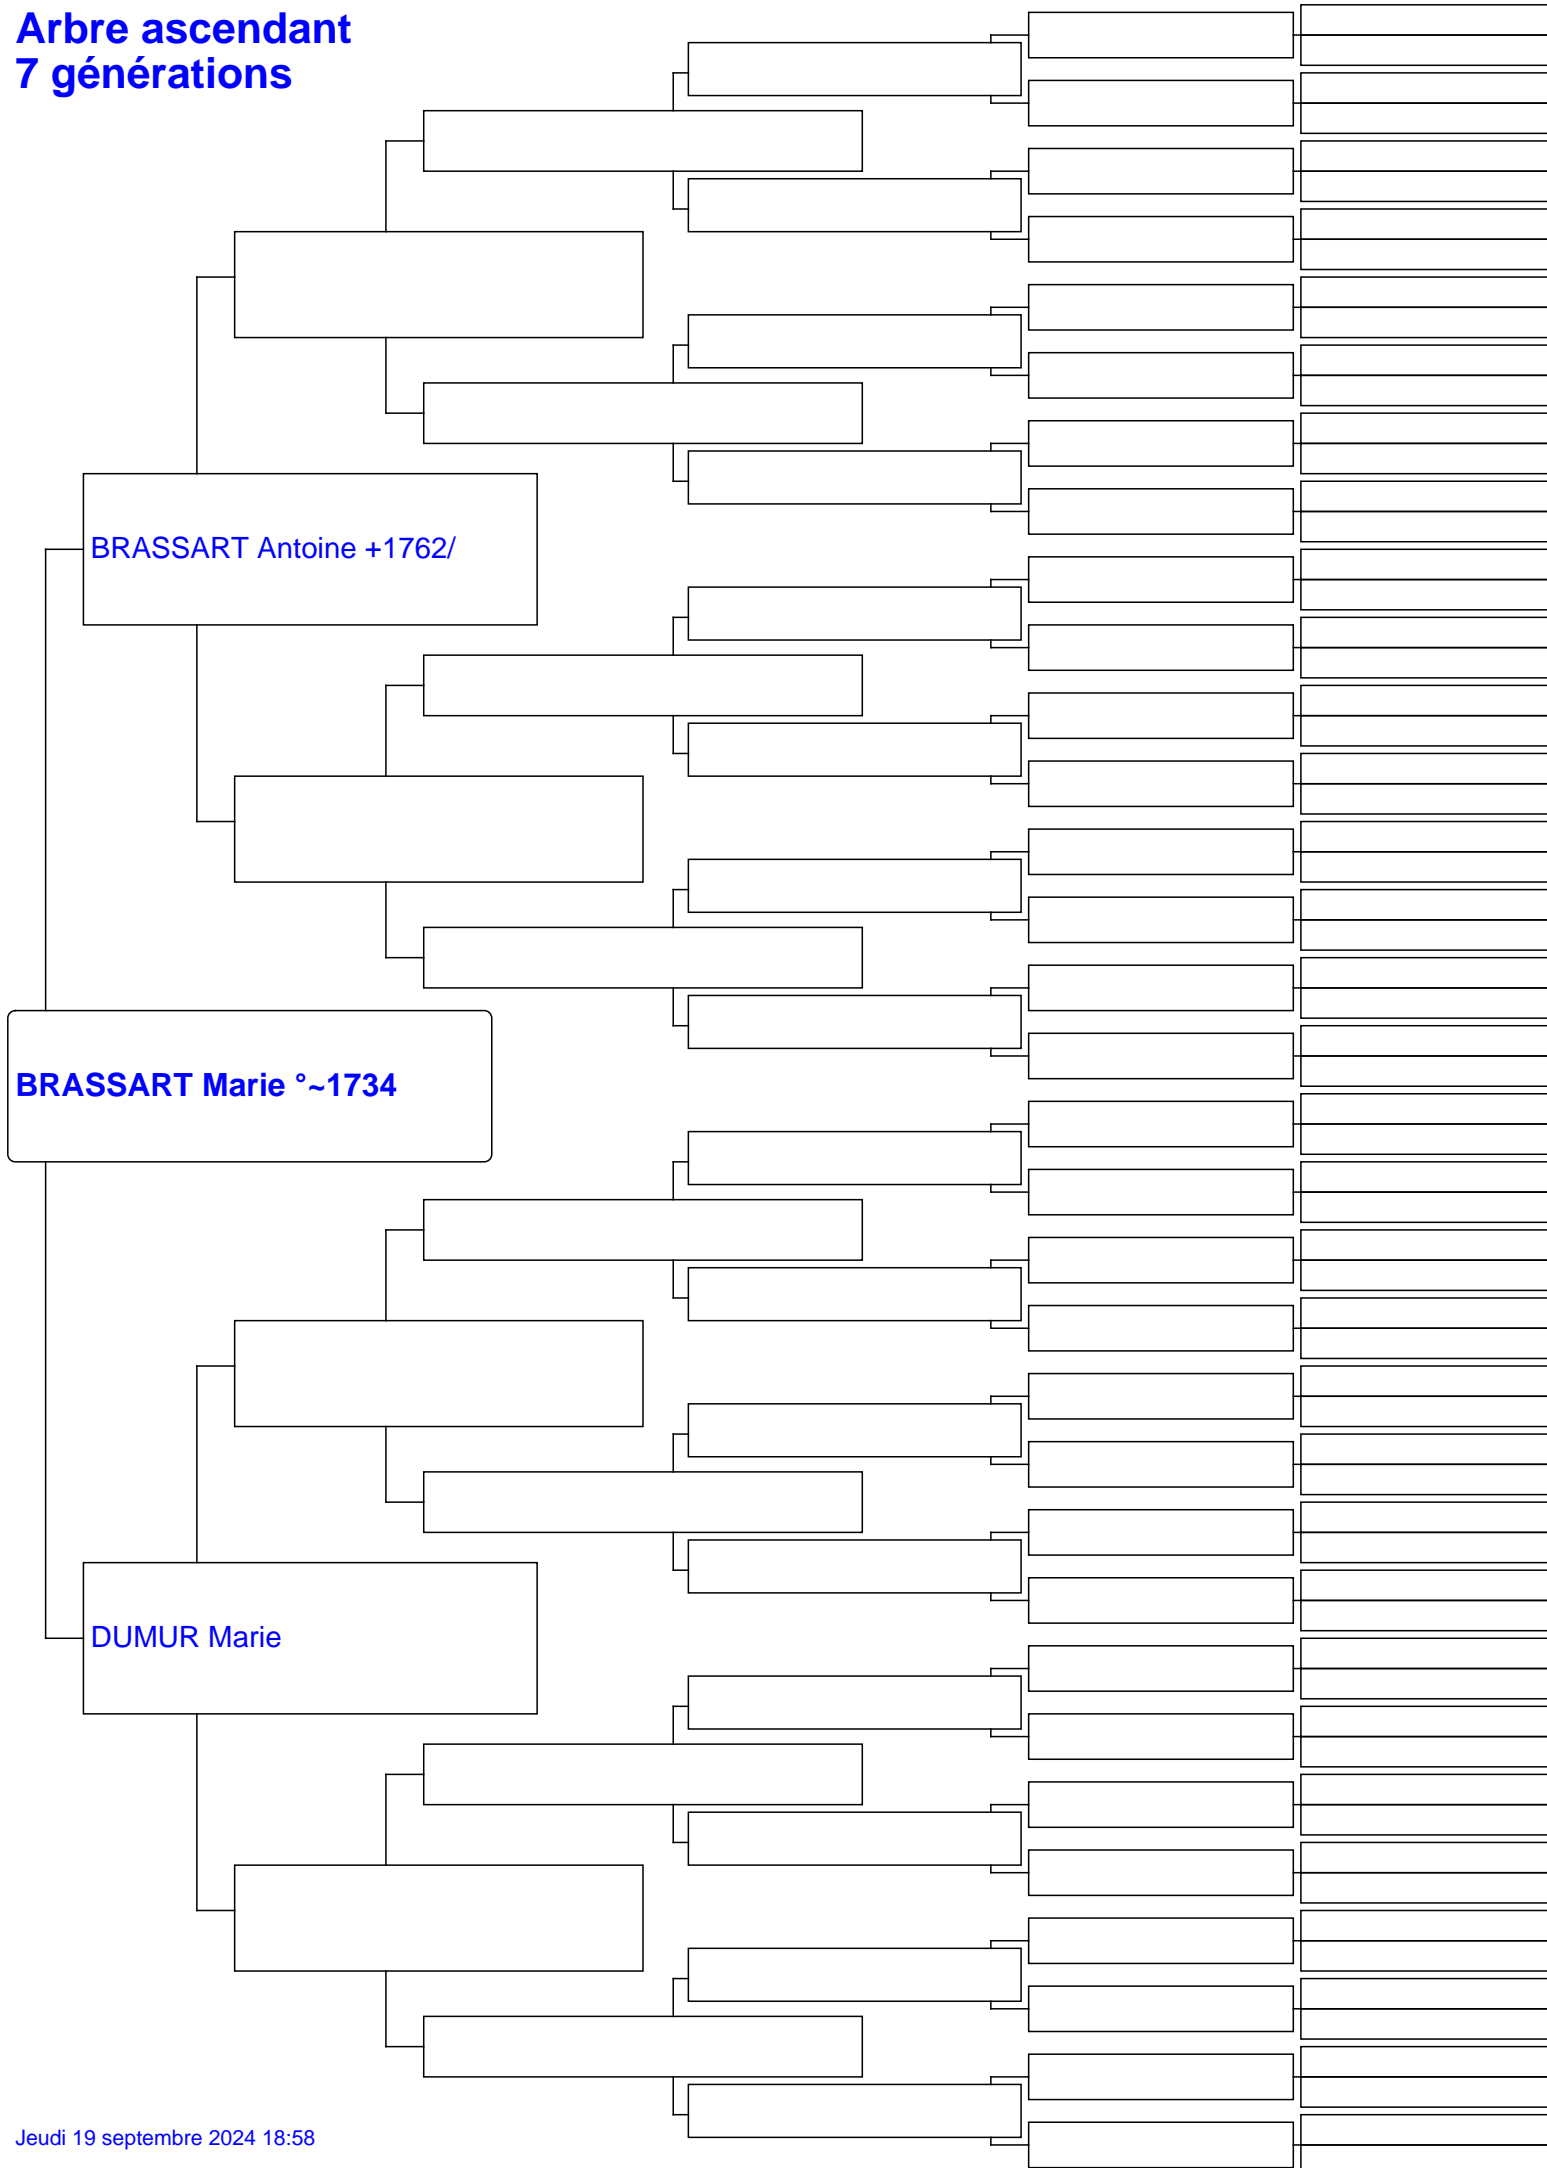 Arbre ascendant
7 générations
BRASSART Antoine +1762/
BRASSART Marie °~1734
DUMUR Marie
Jeudi 19 septembre 2024 18:58